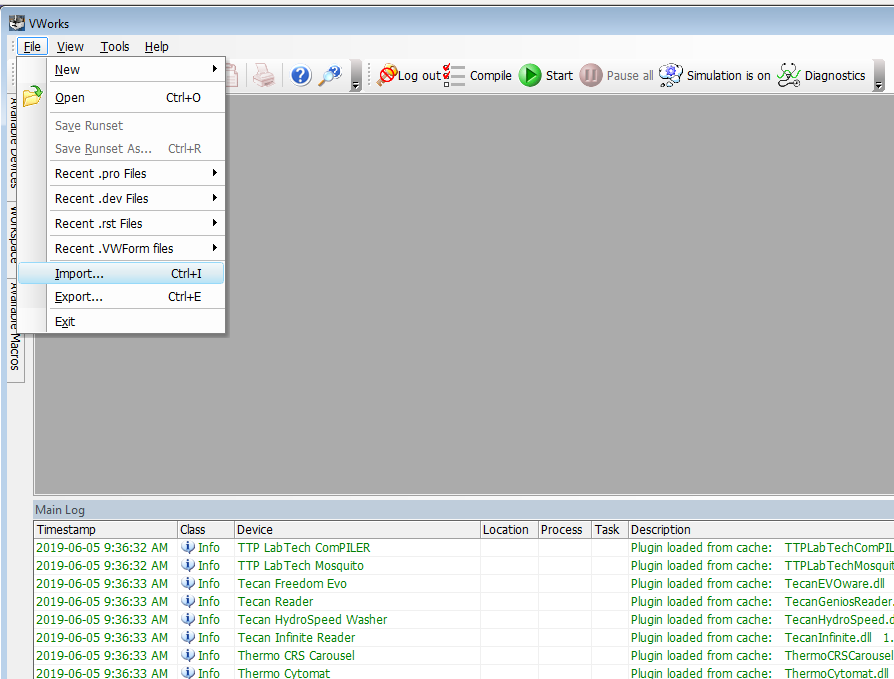 VWorks
File View Tools Help
New
Open Ctrl+O
Save Runset
Save Runset As... Ctrl+R
Recent .pro Files
Recent .dev Files
Recent .rst Files
Recent .VWForm files
Import... Ctrl+I
Export... Ctrl+E
Exit
Log out Compile Start Pause all Simulation is on Diagnostics
Available Devices
Workspace
Available Macros
Main Log
Timestamp Class Device Location Process Task Description
2019-06-05 9:36:32 AM Info TTP LabTech ComPILER Plugin loaded from cache: TTPLabTechComPIL
2019-06-05 9:36:32 AM Info TTP LabTech Mosquito Plugin loaded from cache: TTPLabTechMosquit
2019-06-05 9:36:33 AM Info Tecan Freedom Evo Plugin loaded from cache: TecanEVOware.dll
2019-06-05 9:36:33 AM Info Tecan Reader Plugin loaded from cache: TecanGeniosReader.
2019-06-05 9:36:33 AM Info Tecan HydroSpeed Washer Plugin loaded from cache: TecanHydroSpeed.d
2019-06-05 9:36:33 AM Info Tecan Infinite Reader Plugin loaded from cache: TecanInfinite.dll 1.
2019-06-05 9:36:33 AM Info Thermo CRS Carousel Plugin loaded from cache: ThermoCRSCarousel
2019-06-05 9:36:33 AM Info Thermo Cytomat Plugin loaded from cache: ThermoCytomat.dll